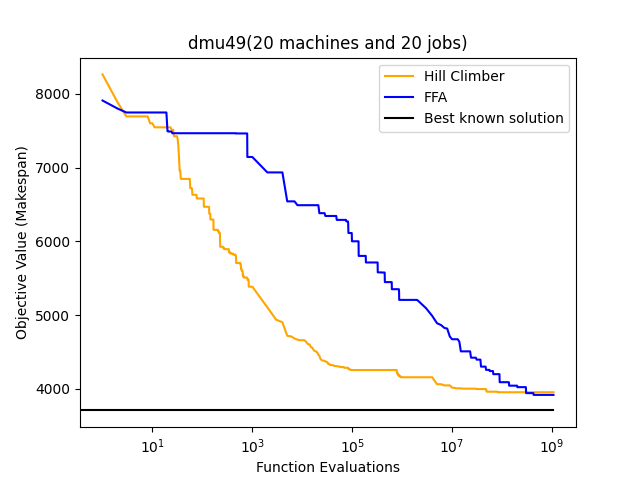 dmu49(20 machines and 20 jobs)
Hill Climber
FFA
Best known solution
Objective Value (Makespan)
8000
7000
6000
5000
4000
10^1 10^3 10^5 10^7 10^9
Function Evaluations